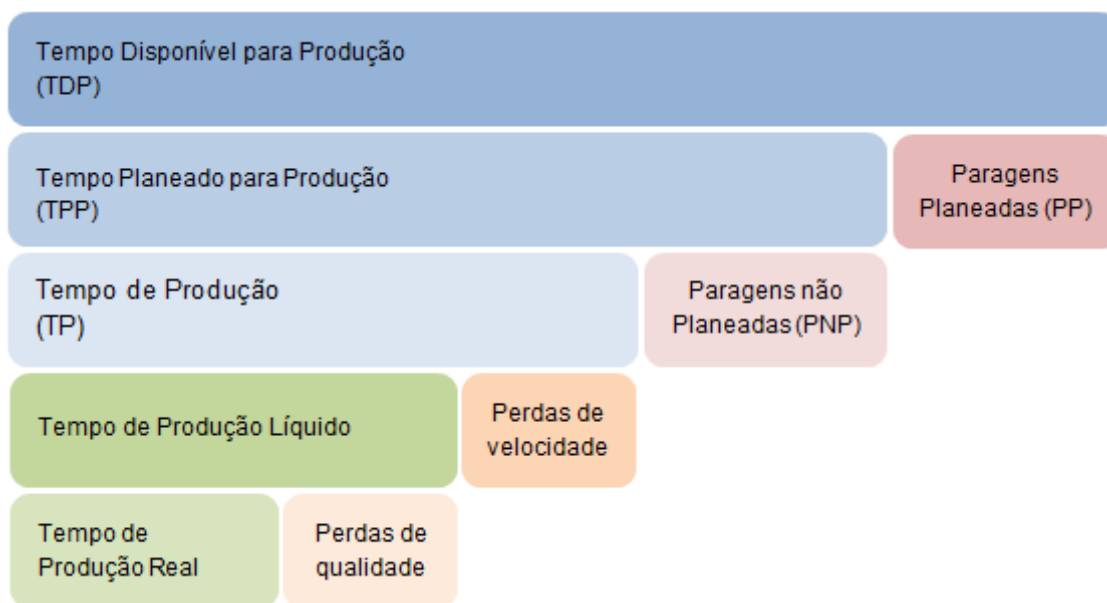 Tempo Disponível para Produção
(TDP)
Tempo Planeado para Produção
(TPP)
Paragens
Planeadas (PP)
Tempo de Produção
(TP)
Paragens não
Planeadas (PNP)
Tempo de Produção Líquido
Perdas de
velocidade
Tempo de
Produção Real
Perdas de
qualidade